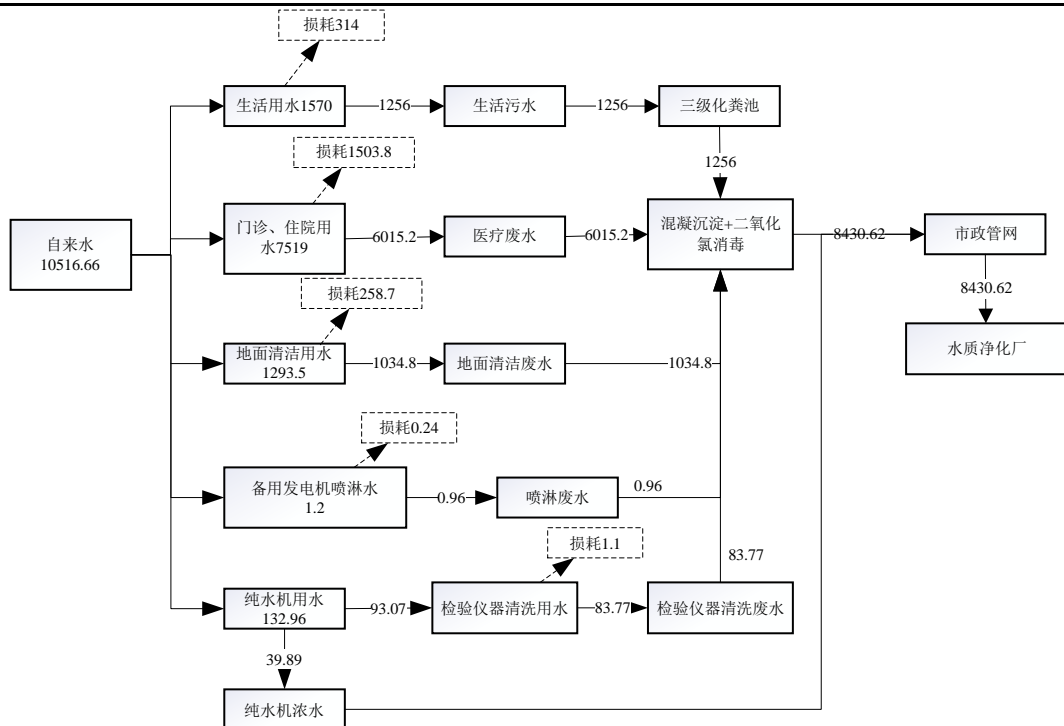 损耗314
生活用水1570
1256
生活污水
1256
三级化粪池
损耗1503.8
1256
门诊、住院用
水7519
6015.2
医疗废水
6015.2
混凝沉淀+二氧化
氯消毒
8430.62
市政管网
自来水
10516.66
损耗258.7
8430.62
地面清洁用水
1293.5
1034.8
地面清洁废水
1034.8
水质净化厂
损耗0.24
备用发电机喷淋水
1.2
0.96
喷淋废水
0.96
损耗1.1
83.77
纯水机用水
132.96
93.07
检验仪器清洗用水
83.77
检验仪器清洗废水
39.89
纯水机浓水